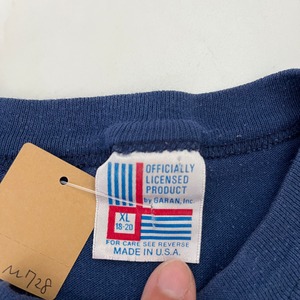 OFFICIALLY
LICENSED
PRODUCT
by GARAN, Inc
XL
18-20
FOR CARE SEE REVERSE
MADE IN U.S.A.
M728